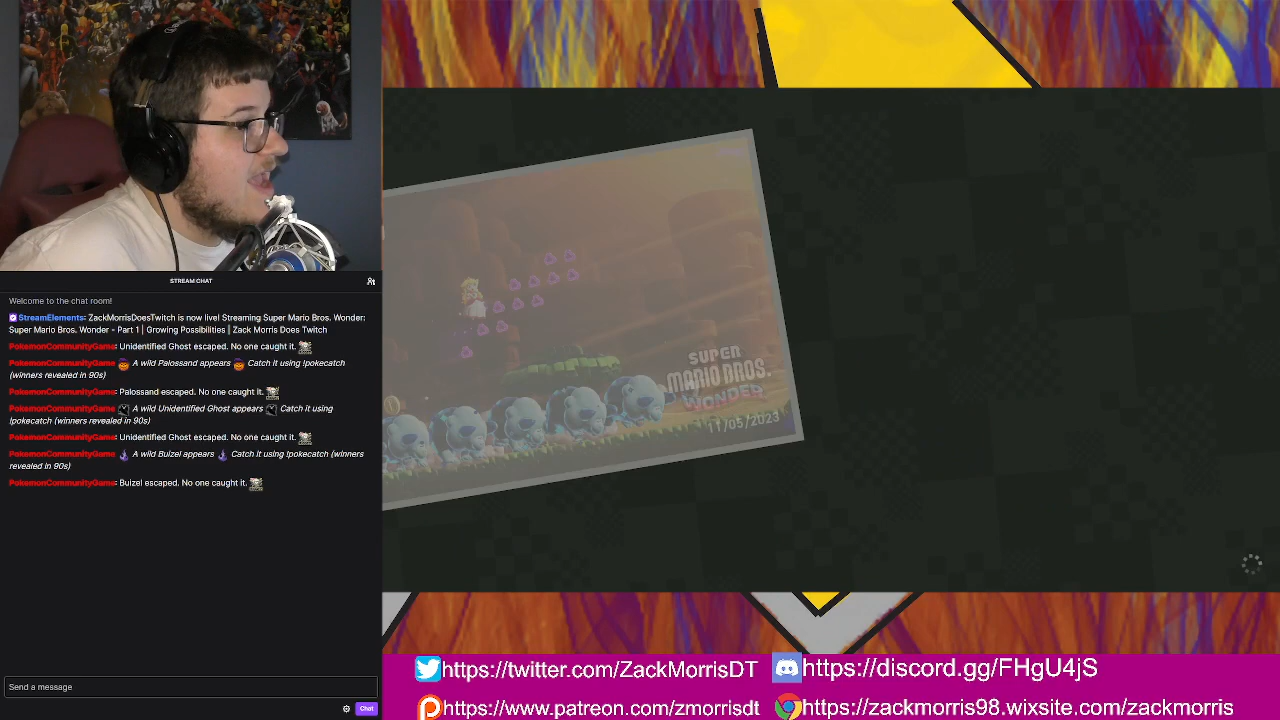 STREAM CHAT
Welcome to the chat room!
StreamElements: ZackMorrisDoesTwitch is now live! Streaming Super Mario Bros. Wonder:
Super Mario Bros. Wonder - Part 1 | Growing Possibilities | Zack Morris Does Twitch
PokemonCommunityGame: Unidentified Ghost escaped. No one caught it.
PokemonCommunityGame: A wild Palossand appears Catch it using !pokecatch
(winners revealed in 90s)
PokemonCommunityGame: Palossand escaped. No one caught it.
PokemonCommunityGame: A wild Unidentified Ghost appears Catch it using
!pokecatch (winners revealed in 90s)
PokemonCommunityGame: Unidentified Ghost escaped. No one caught it.
PokemonCommunityGame: A wild Buizel appears Catch it using !pokecatch (winners
revealed in 90s)
PokemonCommunityGame: Buizel escaped. No one caught it.
Send a message
Chat
SUPER
MARIO BROS.
WONDER
11/05/2023
https://twitter.com/ZackMorrisDT
https://discord.gg/FHgU4jS
https://www.patreon.com/zmorrisdt
https://zackmorris98.wixsite.com/zackmorris